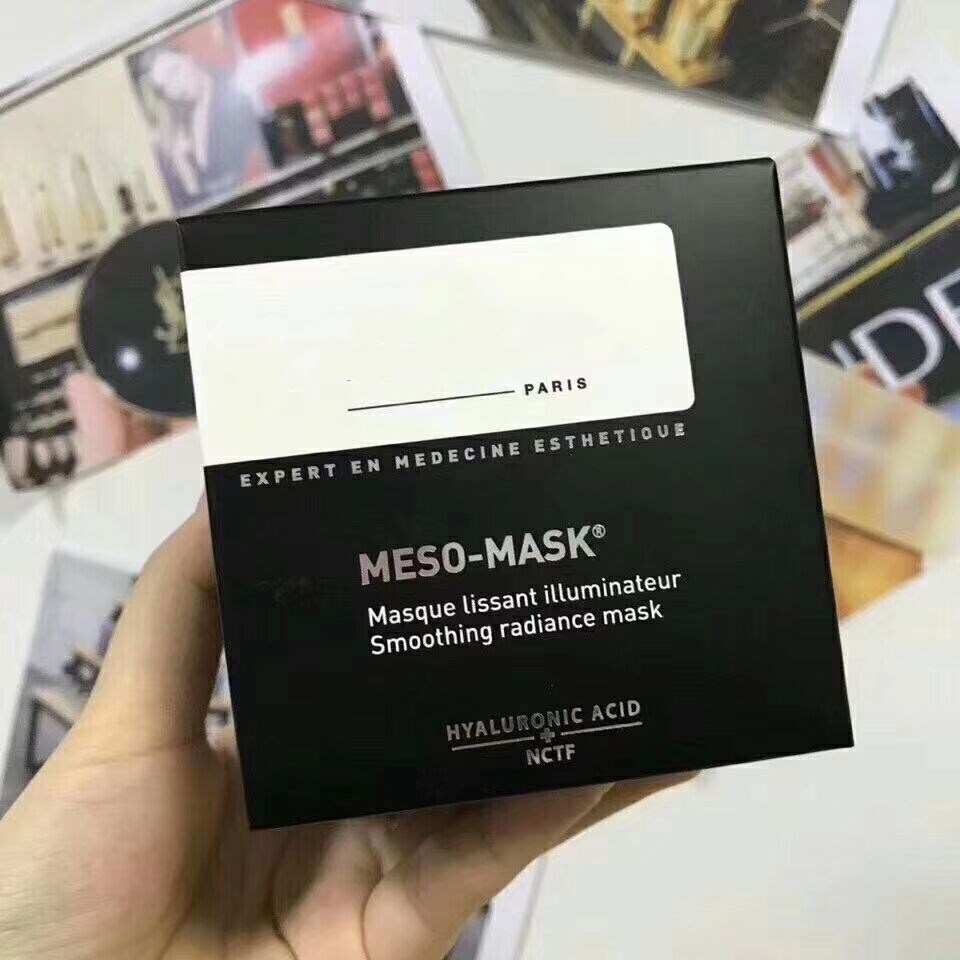 PARIS
EXPERT EN MEDECINE ESTHETIQUE
MESO-MASK®
Masque lissant illuminateur
Smoothing radiance mask
HYALURONIC ACID
+
NCTF